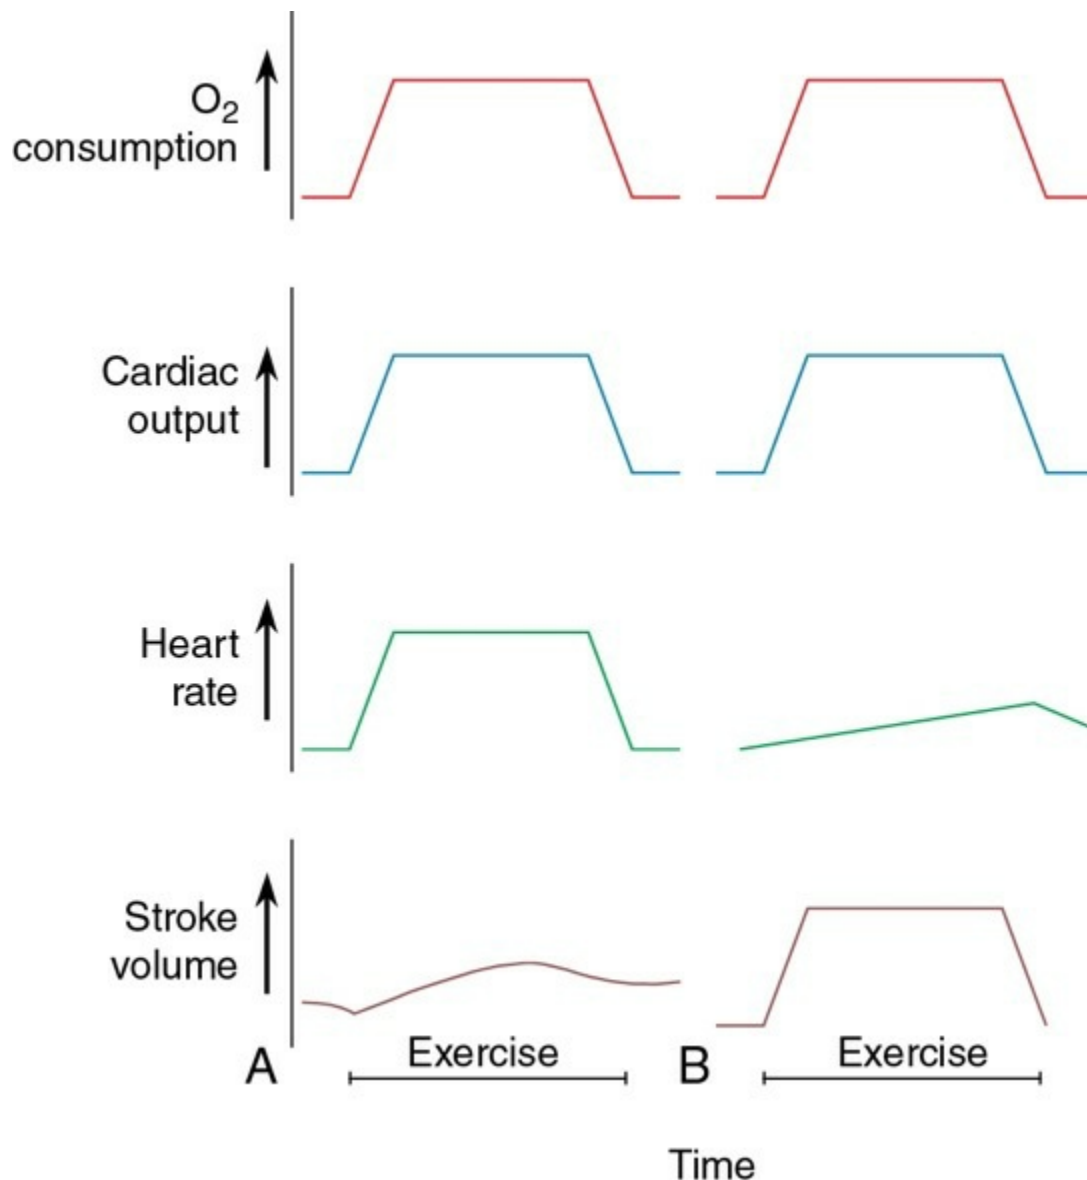 O2
consumption
Cardiac
output
Heart
rate
Stroke
volume
A
Exercise
B
Exercise
Time